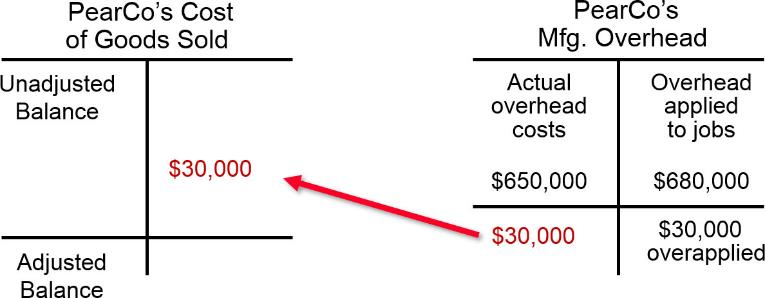 PearCo's Cost
of Goods Sold
Unadjusted
Balance
$30,000
Adjusted
Balance
PearCo's
Mfg. Overhead
Actual
overhead
costs
Overhead
applied
to jobs
$650,000
$680,000
$30,000
$30,000
overapplied